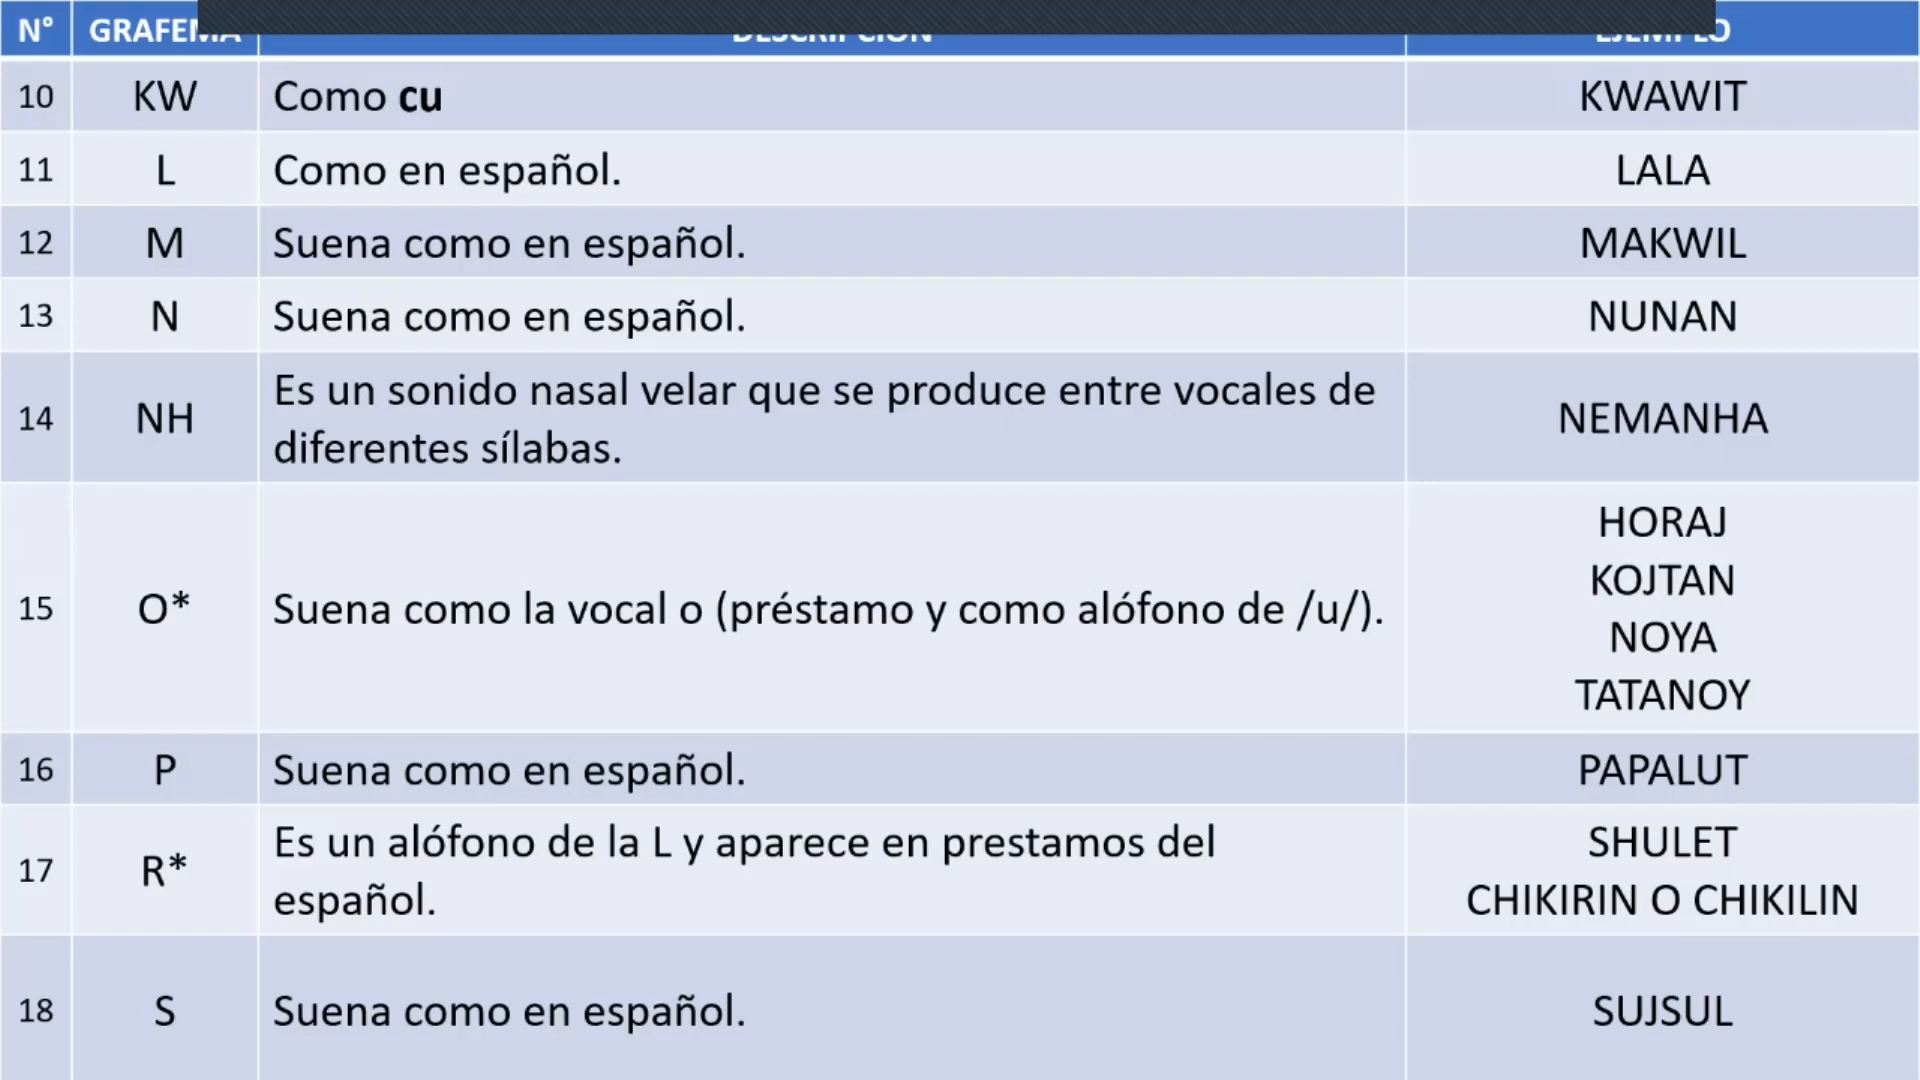 N° GRAFEMA DESCRIPCIÓN EJEMPLO
10 KW Como cu KWAWIT
11 L Como en español. LALA
12 M Suena como en español. MAKWIL
13 N Suena como en español. NUNAN
14 NH Es un sonido nasal velar que se produce entre vocales de
diferentes sílabas. NEMANHA
15 O* Suena como la vocal o (préstamo y como alófono de /u/). HORAJ
KOJTAN
NOYA
TATANOY
16 P Suena como en español. PAPALUT
17 R* Es un alófono de la L y aparece en prestamos del
español. SHULET
CHIKIRIN O CHIKILIN
18 S Suena como en español. SUJSUL